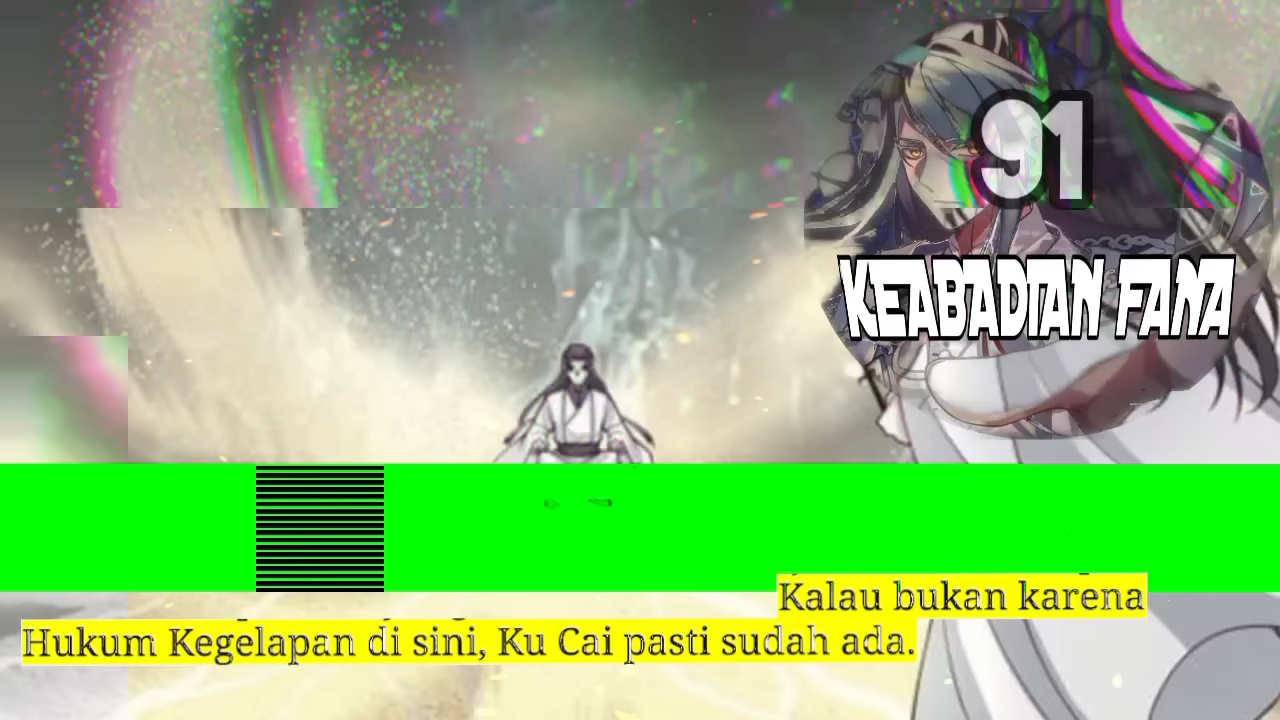 91
KEABADIAN FANA
Kalau bukan karena
Hukum Kegelapan di sini, Ku Cai pasti sudah ada.